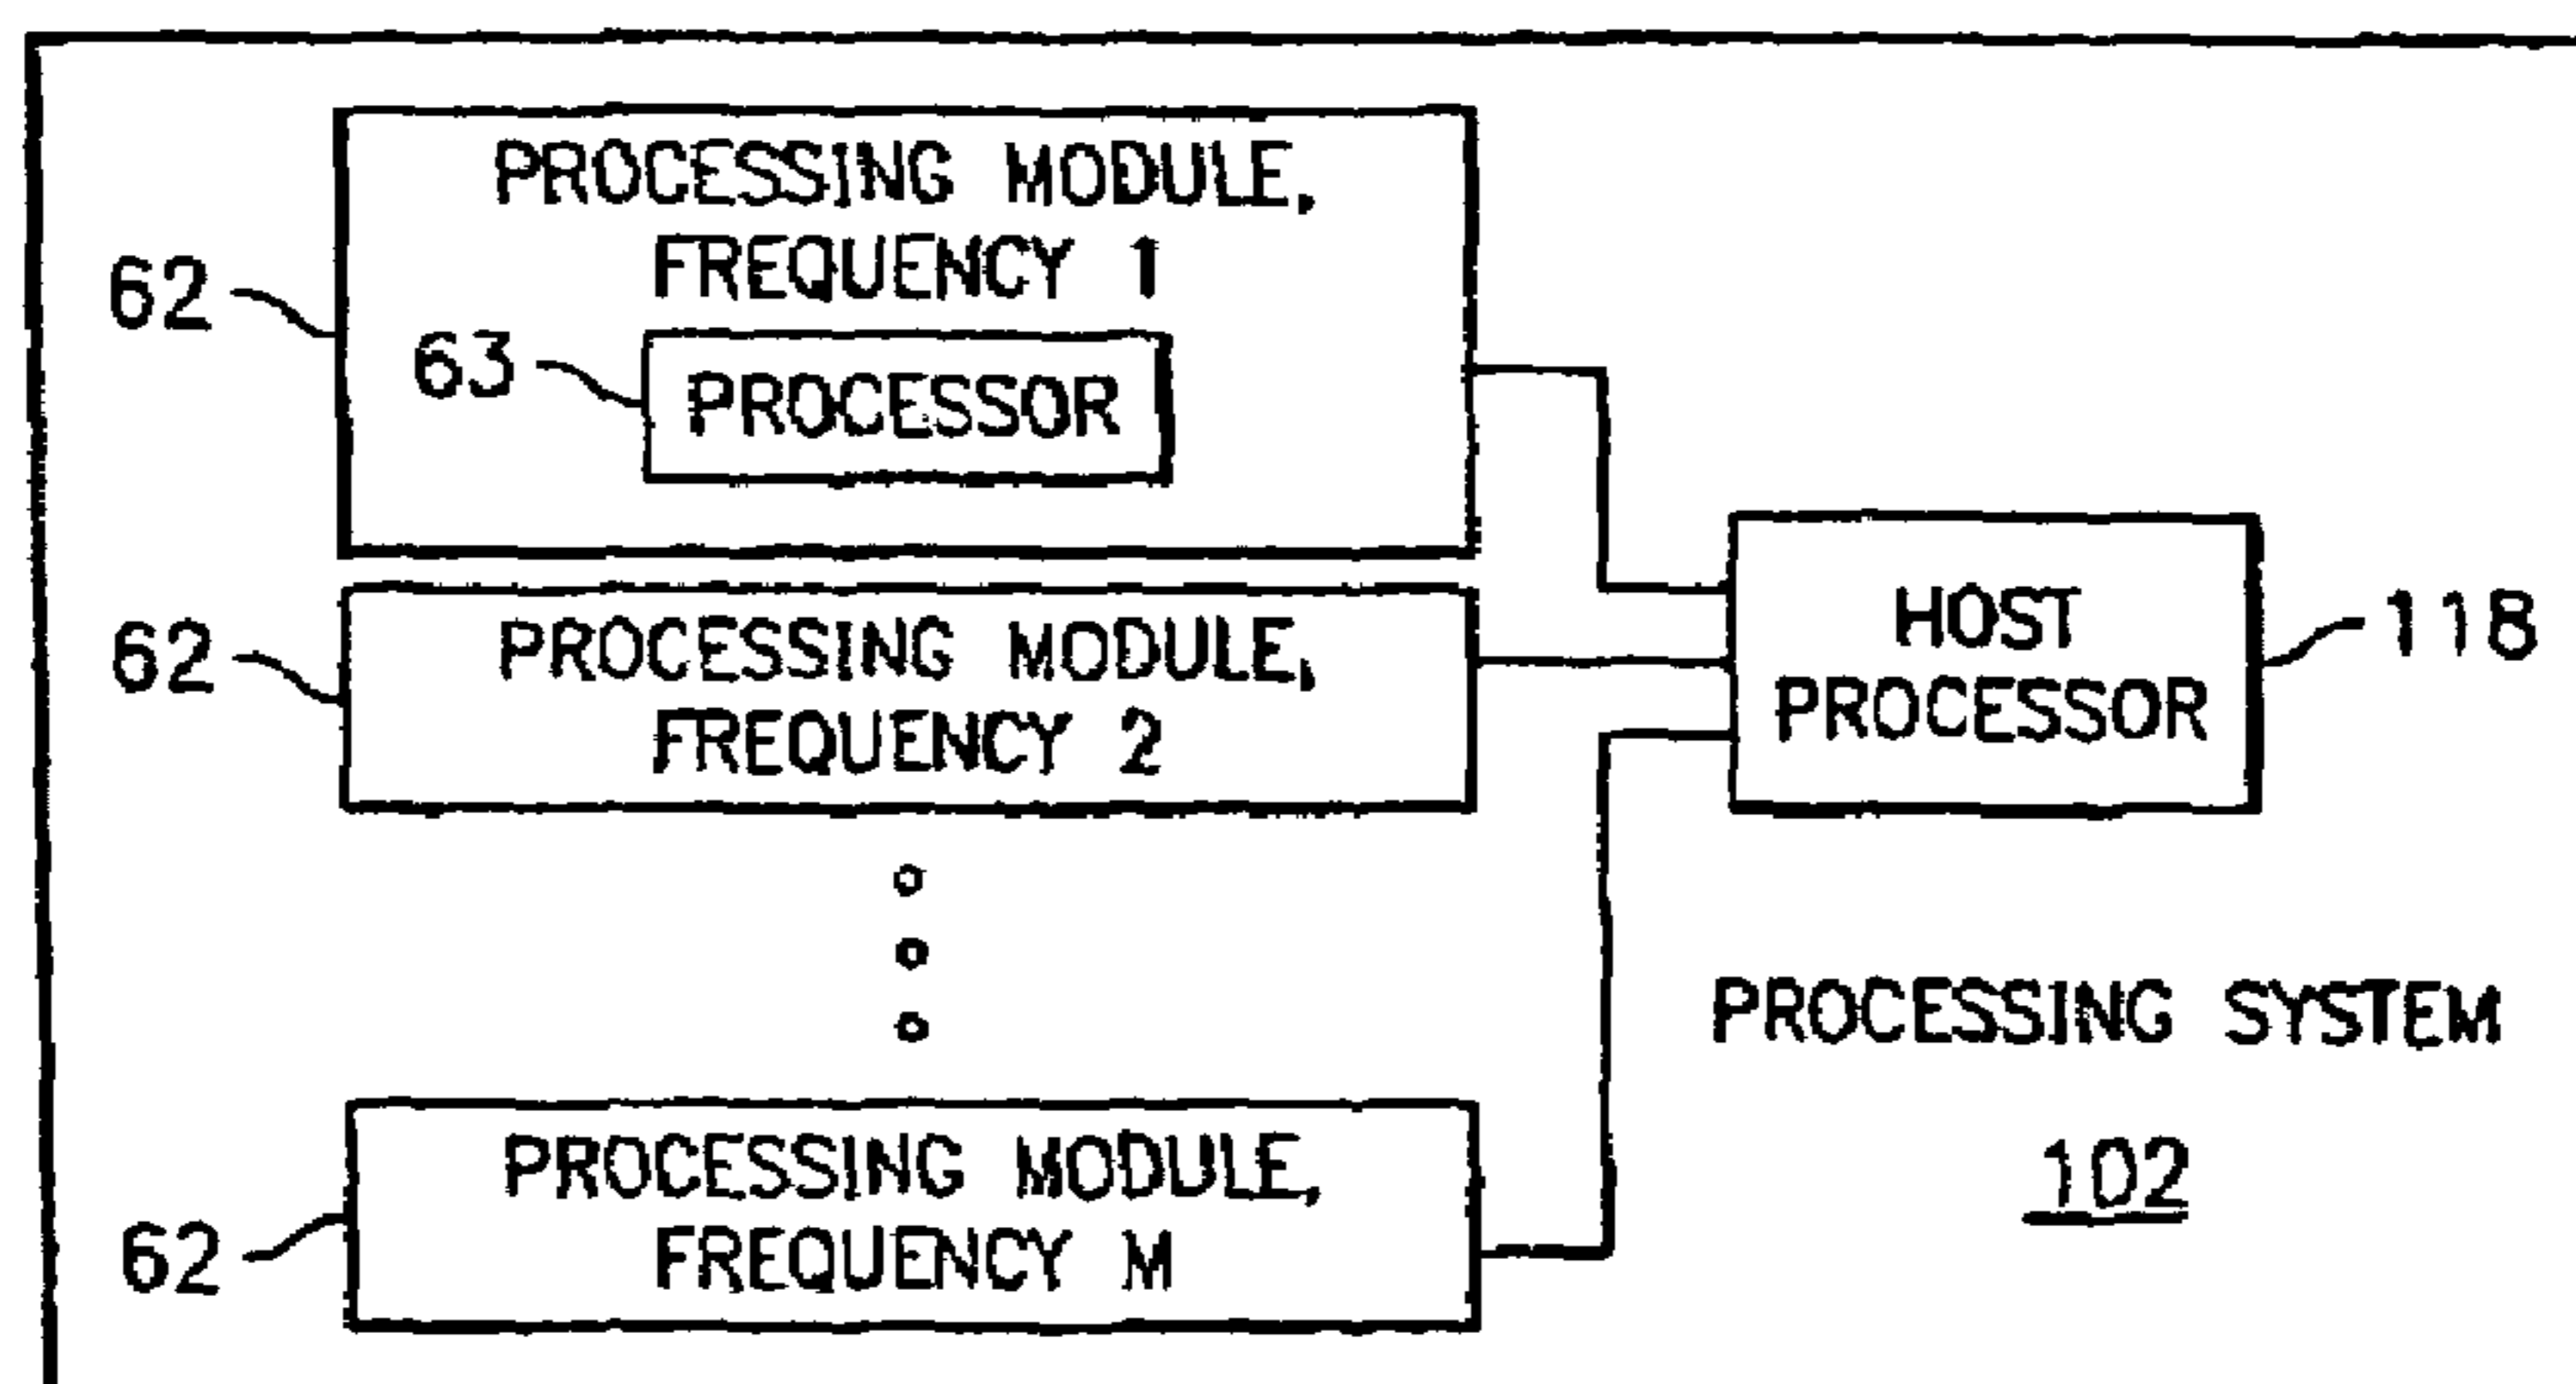 PROCESSING MODULE,
FREQUENCY 1
62
63
PROCESSOR
PROCESSING MODULE,
FREQUENCY 2
62
HOST
PROCESSOR
118
PROCESSING SYSTEM
102
PROCESSING MODULE,
FREQUENCY M
62